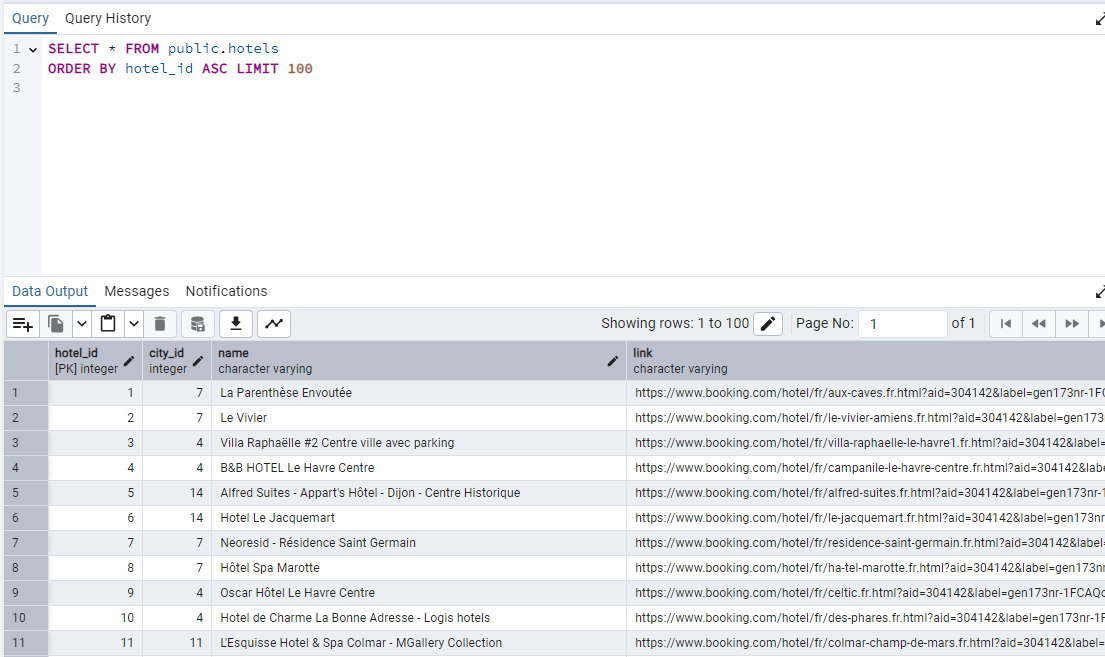 Query Query History
1 SELECT * FROM public.hotels
2 ORDER BY hotel_id ASC LIMIT 100
3
Data Output Messages Notifications
Showing rows: 1 to 100 Page No: 1 of 1
hotel_id city_id name link
[PK] integer integer character varying character varying
1 1 7 La Parenthèse Envoutée https://www.booking.com/hotel/fr/aux-caves.fr.html?aid=304142&label=gen173nr-1FC
2 2 7 Le Vivier https://www.booking.com/hotel/fr/le-vivier-amiens.fr.html?aid=304142&label=gen173
3 3 4 Villa Raphaëlle #2 Centre ville avec parking https://www.booking.com/hotel/fr/villa-raphaelle-le-havre1.fr.html?aid=304142&label=
4 4 4 B&B HOTEL Le Havre Centre https://www.booking.com/hotel/fr/campanile-le-havre-centre.fr.html?aid=304142&labe
5 5 14 Alfred Suites - Appart's Hôtel - Dijon - Centre Historique https://www.booking.com/hotel/fr/alfred-suites.fr.html?aid=304142&label=gen173nr-1
6 6 14 Hotel Le Jacquemart https://www.booking.com/hotel/fr/le-jacquemart.fr.html?aid=304142&label=gen173nr
7 7 7 Neoresid - Résidence Saint Germain https://www.booking.com/hotel/fr/residence-saint-germain.fr.html?aid=304142&label=
8 8 7 Hôtel Spa Marotte https://www.booking.com/hotel/fr/ha-tel-marotte.fr.html?aid=304142&label=gen173nr
9 9 4 Oscar Hôtel Le Havre Centre https://www.booking.com/hotel/fr/celtic.fr.html?aid=304142&label=gen173nr-1FCAQo
10 10 4 Hotel de Charme La Bonne Adresse - Logis hotels https://www.booking.com/hotel/fr/des-phares.fr.html?aid=304142&label=gen173nr-1F
11 11 11 L'Esquisse Hotel & Spa Colmar - MGallery Collection https://www.booking.com/hotel/fr/colmar-champ-de-mars.fr.html?aid=304142&label=